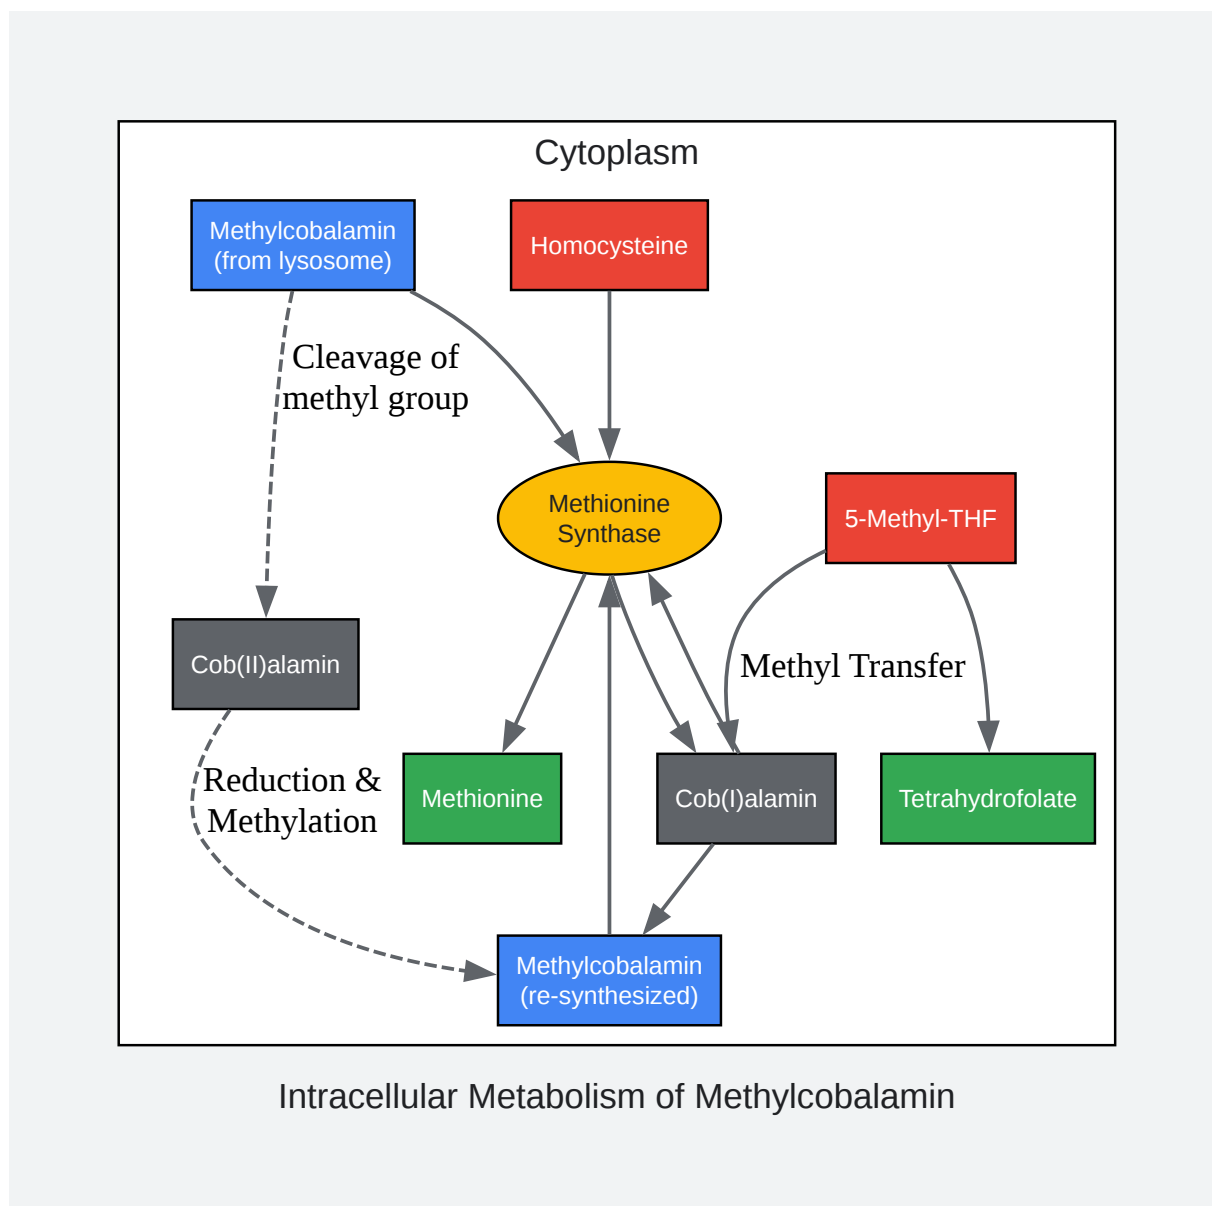 Cytoplasm
Methylcobalamin
(from lysosome)
Homocysteine
Cleavage of
methyl group
Methionine
Synthase
5-Methyl-THF
Cob(II)alamin
Methyl Transfer
Reduction &
Methylation
Methionine
Cob(I)alamin
Tetrahydrofolate
Methylcobalamin
(re-synthesized)
Intracellular Metabolism of Methylcobalamin